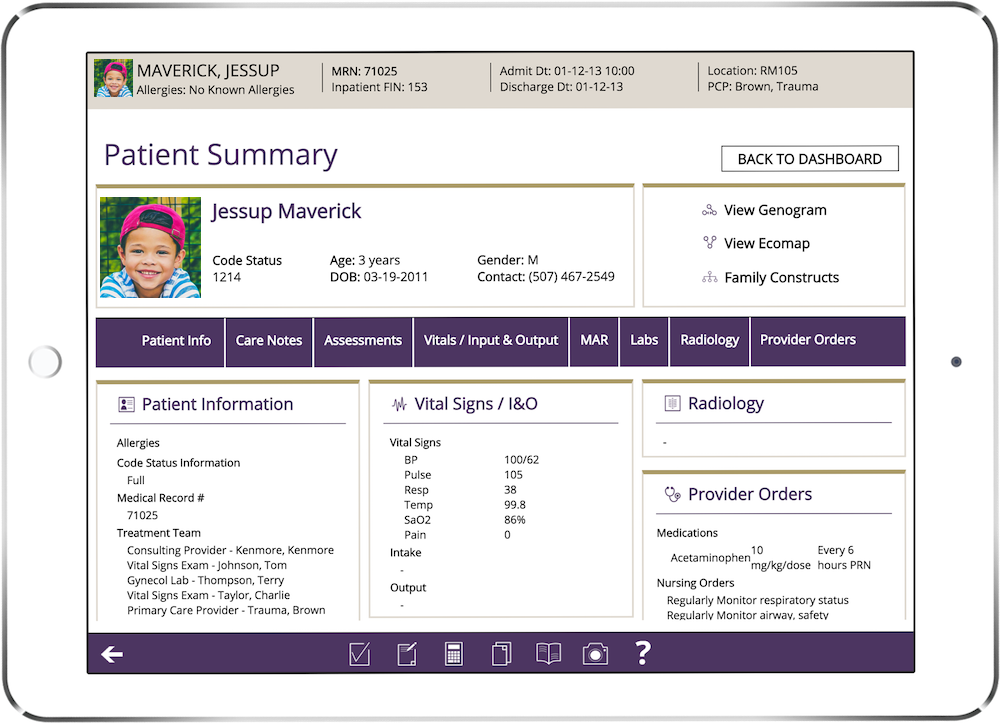 MAVERICK, JESSUP
Allergies: No Known Allergies
MRN: 71025
Inpatient FIN: 153
Admit Dt: 01-12-13 10:00
Discharge Dt: 01-12-13
Location: RM105
PCP: Brown, Trauma
Patient Summary
BACK TO DASHBOARD
Jessup Maverick
Code Status
1214
Age: 3 years
DOB: 03-19-2011
Gender: M
Contact: (507) 467-2549
View Genogram
View Ecomap
Family Constructs
Patient Info
Care Notes
Assessments
Vitals / Input & Output
MAR
Labs
Radiology
Provider Orders
Patient Information
Allergies
Code Status Information
Full
Medical Record #
71025
Treatment Team
Consulting Provider - Kenmore, Kenmore
Vital Signs Exam - Johnson, Tom
Gynecol Lab - Thompson, Terry
Vital Signs Exam - Taylor, Charlie
Primary Care Provider - Trauma, Brown
Vital Signs / I&O
Vital Signs
BP 100/62
Pulse 105
Resp 38
Temp 99.8
SaO2 86%
Pain 0
Intake
-
Output
-
Radiology
-
Provider Orders
Medications
Acetaminophen 10 mg/kg/dose Every 6 hours PRN
Nursing Orders
Regularly Monitor respiratory status
Regularly Monitor airway, safety
?